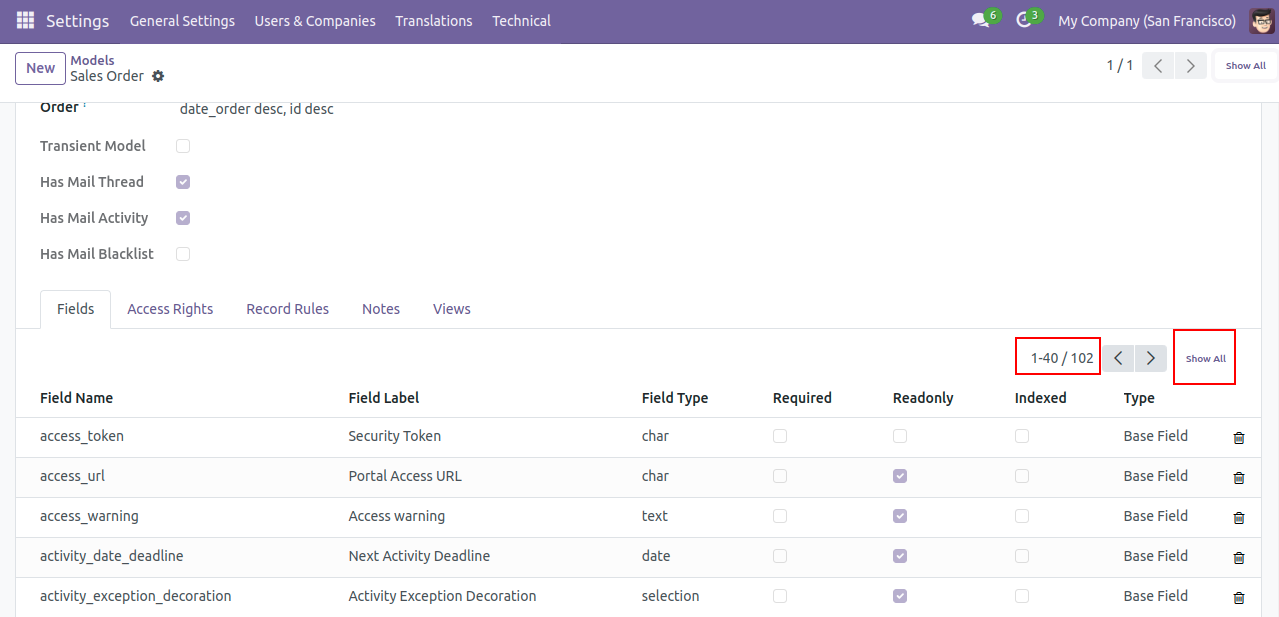 Settings General Settings Users & Companies Translations Technical 6 3 My Company (San Francisco)
New Models 1 / 1 Show All
Sales Order
Order ? date_order desc, id desc
Transient Model
Has Mail Thread
Has Mail Activity
Has Mail Blacklist
Fields Access Rights Record Rules Notes Views
1-40 / 102 Show All
Field Name Field Label Field Type Required Readonly Indexed Type
access_token Security Token char Base Field
access_url Portal Access URL char Base Field
access_warning Access warning text Base Field
activity_date_deadline Next Activity Deadline date Base Field
activity_exception_decoration Activity Exception Decoration selection Base Field